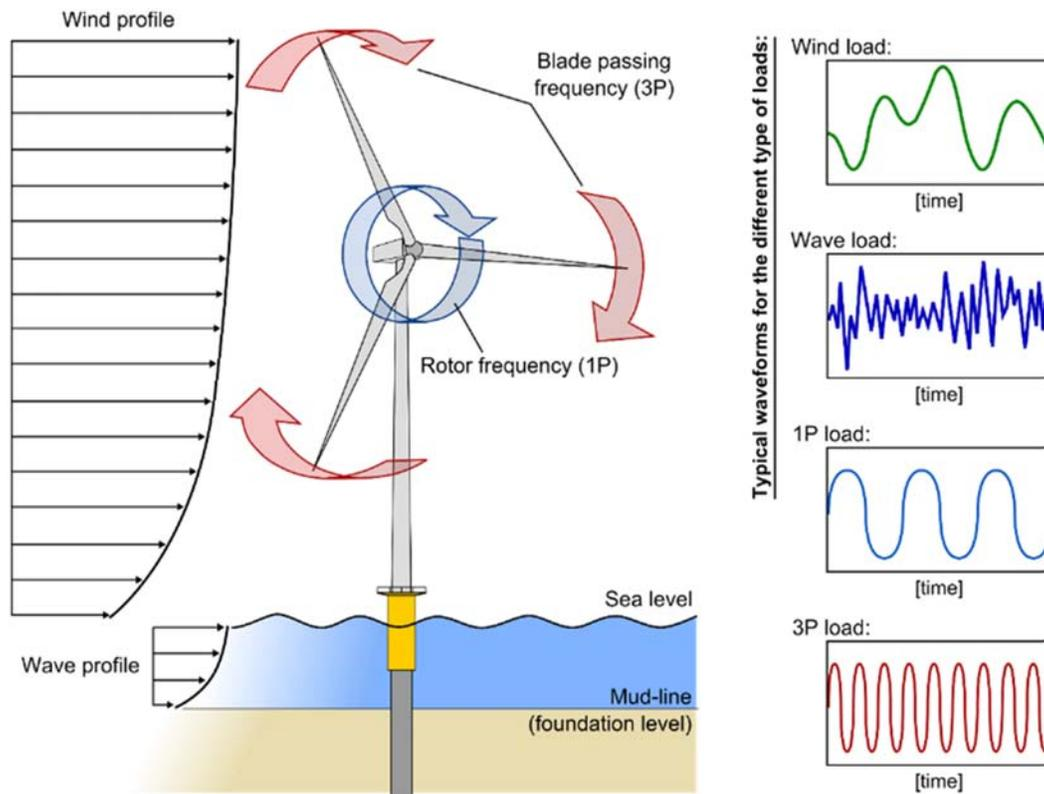 Wind profile
Blade passing
frequency (3P)
Rotor frequency (1P)
Sea level
Wave profile
Mud-line
(foundation level)
Typical waveforms for the different type of loads:
Wind load:
[time]
Wave load:
[time]
1P load:
[time]
3P load:
[time]